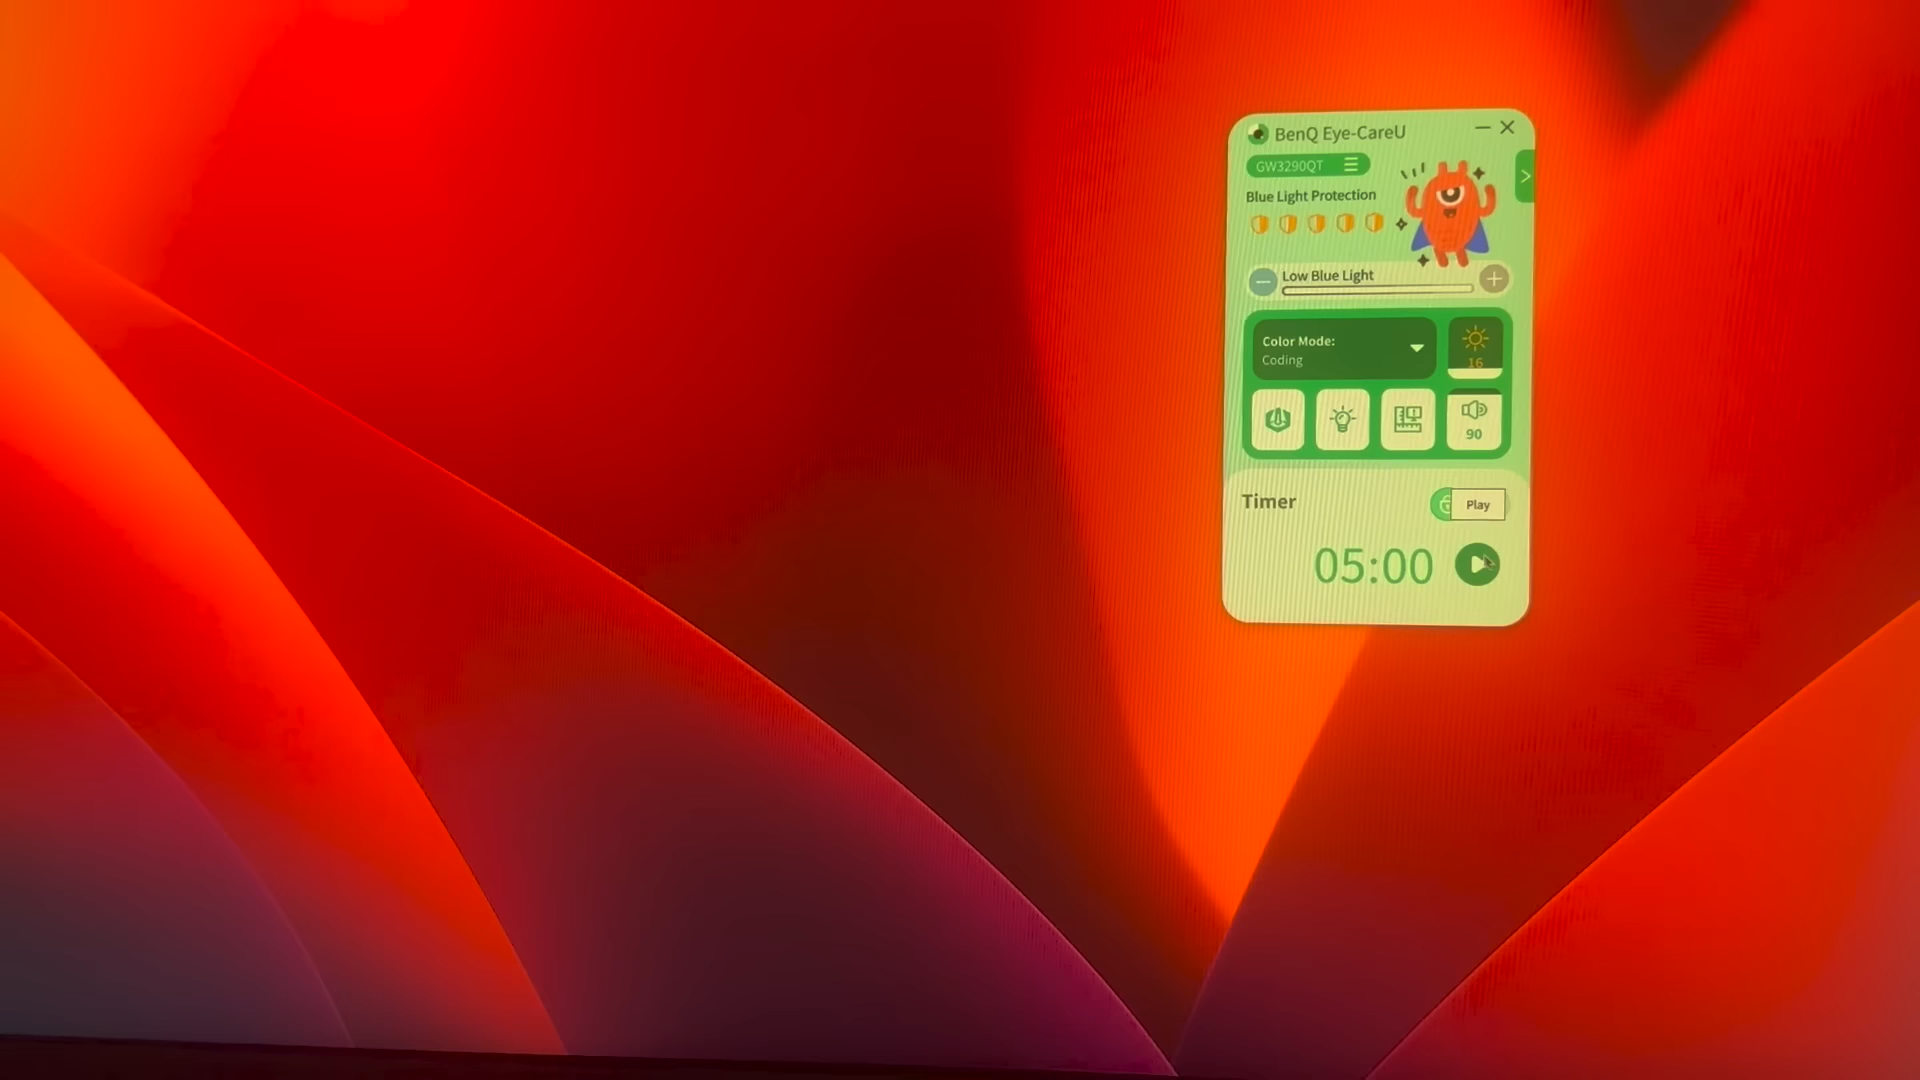 BenQ Eye-CareU
GW3290QT
Blue Light Protection
Low Blue Light
Color Mode:
Coding
16
90
Timer
Play
05:00